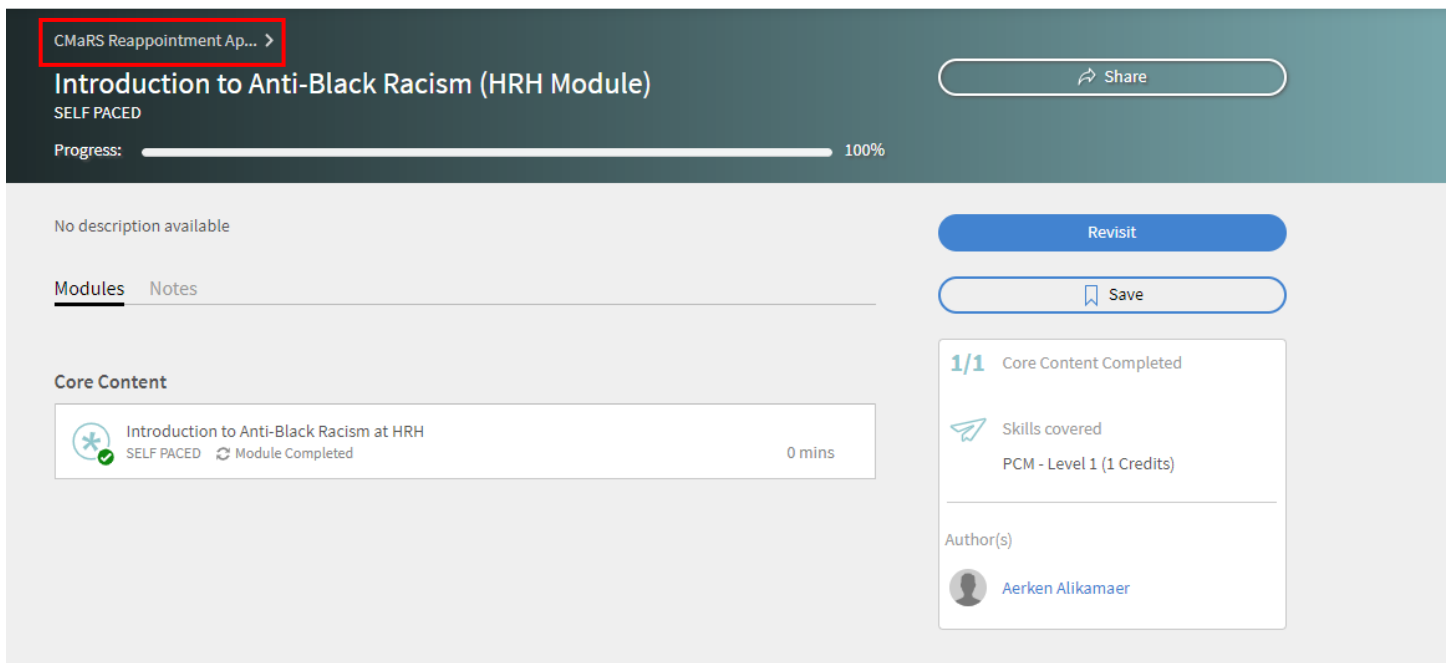 CMaRS Reappointment Ap... >
Introduction to Anti-Black Racism (HRH Module)
SELF PACED
Progress: 100%
Share
No description available
Revisit
Modules Notes
Save
Core Content
Introduction to Anti-Black Racism at HRH
SELF PACED Module Completed
0 mins
1/1 Core Content Completed
Skills covered
PCM - Level 1 (1 Credits)
Author(s)
Aerken Alikamaer